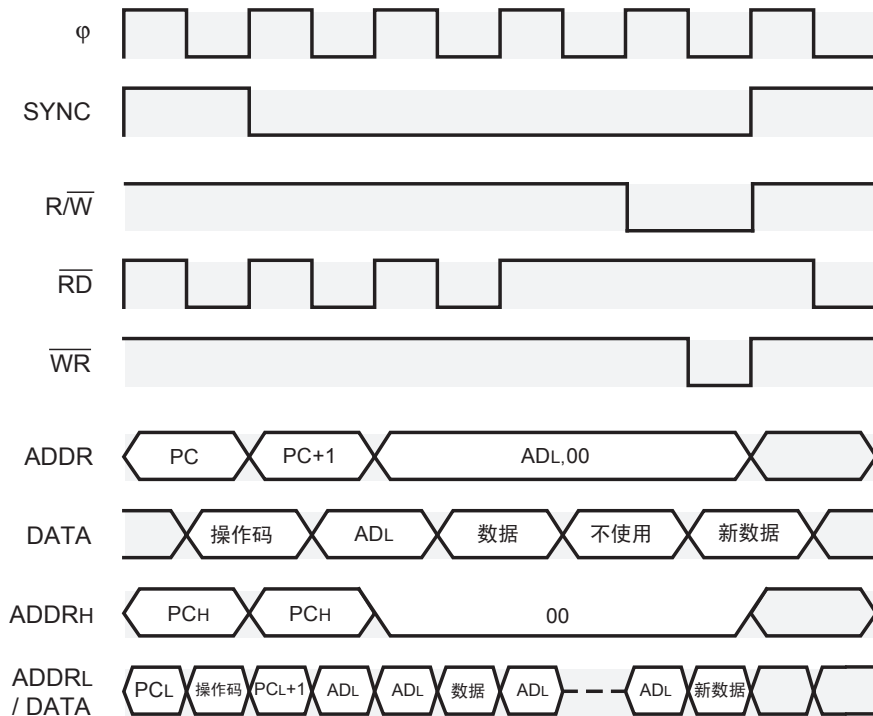 φ
SYNC
R/W̅
R̅D̅
W̅R̅
ADDR PC PC+1 ADL,00
DATA 操作码 ADL 数据 不使用 新数据
ADDRH PCH PCH 00
ADDRL
/ DATA PCL 操作码 PCL+1 ADL ADL 数据 ADL ADL 新数据